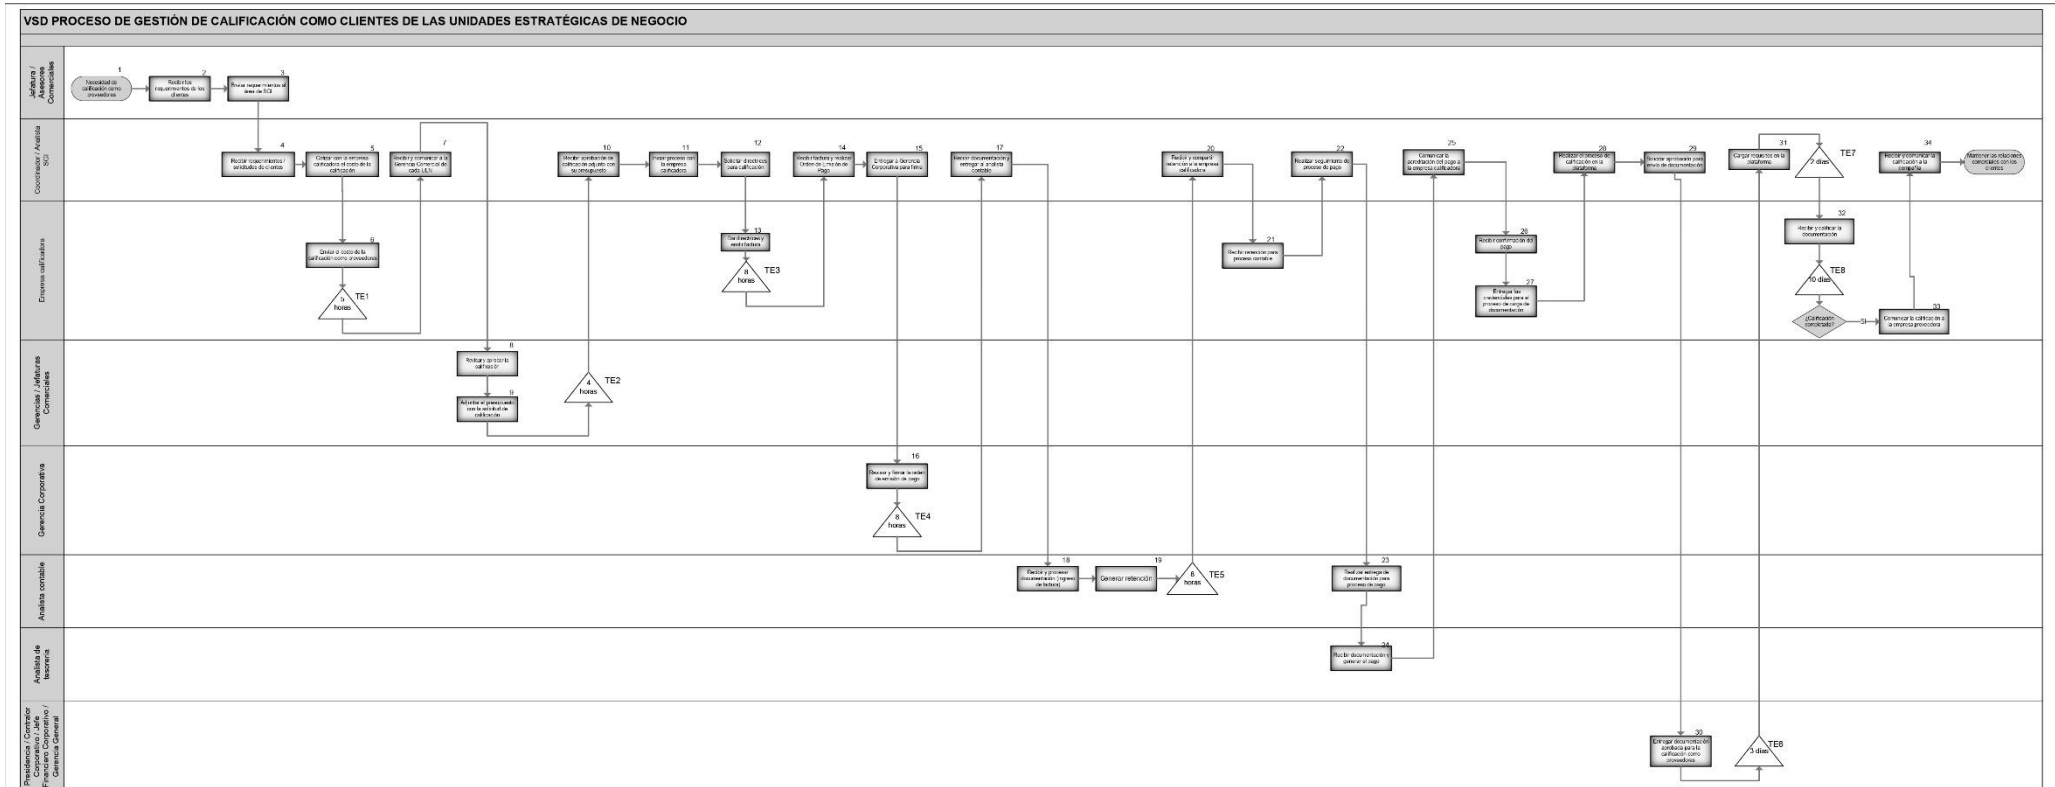 VSD PROCESO DE GESTIÓN DE CALIFICACIÓN COMO CLIENTES DE LAS UNIDADES ESTRATÉGICAS DE NEGOCIO
Jefatura /
Asesores
Comerciales
1
Necesidad de
calificación como
proveedores
2
Recibir los
requerimientos de los
clientes
3
Enviar requerimientos al
área de SGI
Coordinador / Analista
SGI
4
Recibir requerimientos /
solicitudes de clientes
5
Cotizar con la empresa
calificadora el costo de la
calificación
7
Recibir y comunicar a la
Gerencia Comercial de
cada UEN
10
Recibir aprobación de
calificación adjunto con
su presupuesto
11
Iniciar proceso con
la empresa
calificadora
12
Solicitar directrices
para calificación
14
Recibir factura y realizar
Orden de Emisión de
Pago
15
Entregar a Gerencia
Corporativa para firma
17
Recibir documentación y
entregar al analista
contable
20
Recibir y compartir
retención a la empresa
calificadora
22
Realizar seguimiento de
proceso de pago
25
Comunicar la
acreditación del pago a
la empresa calificadora
28
Realizar el proceso de
calificación en la
plataforma
29
Solicitar aprobación para
envío de documentación
31
Cargar requisitos en la
plataforma
2 días
TE7
34
Recibir y comunicar la
calificación a la
compañía
Mantener las relaciones
comerciales con los
clientes
Empresa calificadora
6
Enviar el costo de la
calificación como proveedores
5
horas
TE1
13
Dar directrices y
emitir factura
8
horas
TE3
21
Recibir retención para
proceso contable
26
Recibir confirmación del
pago
27
Entregar las
credenciales para el
proceso de carga de
documentación
32
Recibir y calificar la
documentación
10 días
TE8
¿Calificación
completada?
SI
33
Comunicar la calificación a
la empresa proveedora
Gerencias / Jefaturas
Comerciales
8
Revisar y aprobar la
calificación
9
Adjuntar el presupuesto
con la solicitud de
calificación
4
horas
TE2
Gerencia Corporativa
16
Revisar y firmar la orden
de emisión de pago
8
horas
TE4
Analista contable
18
Recibir y procesar
documentación (ingreso
de factura)
19
Generar retención
8
horas
TE5
23
Realizar entrega de
documentación para
proceso de pago
Analista de
tesorería
24
Recibir documentación y
generar el pago
Presidencia / Contralor
Corporativo / Jefe
Financiero Corporativo /
Gerencia General
30
Entregar documentación
aprobada para la
calificación como
proveedores
3 días
TE6